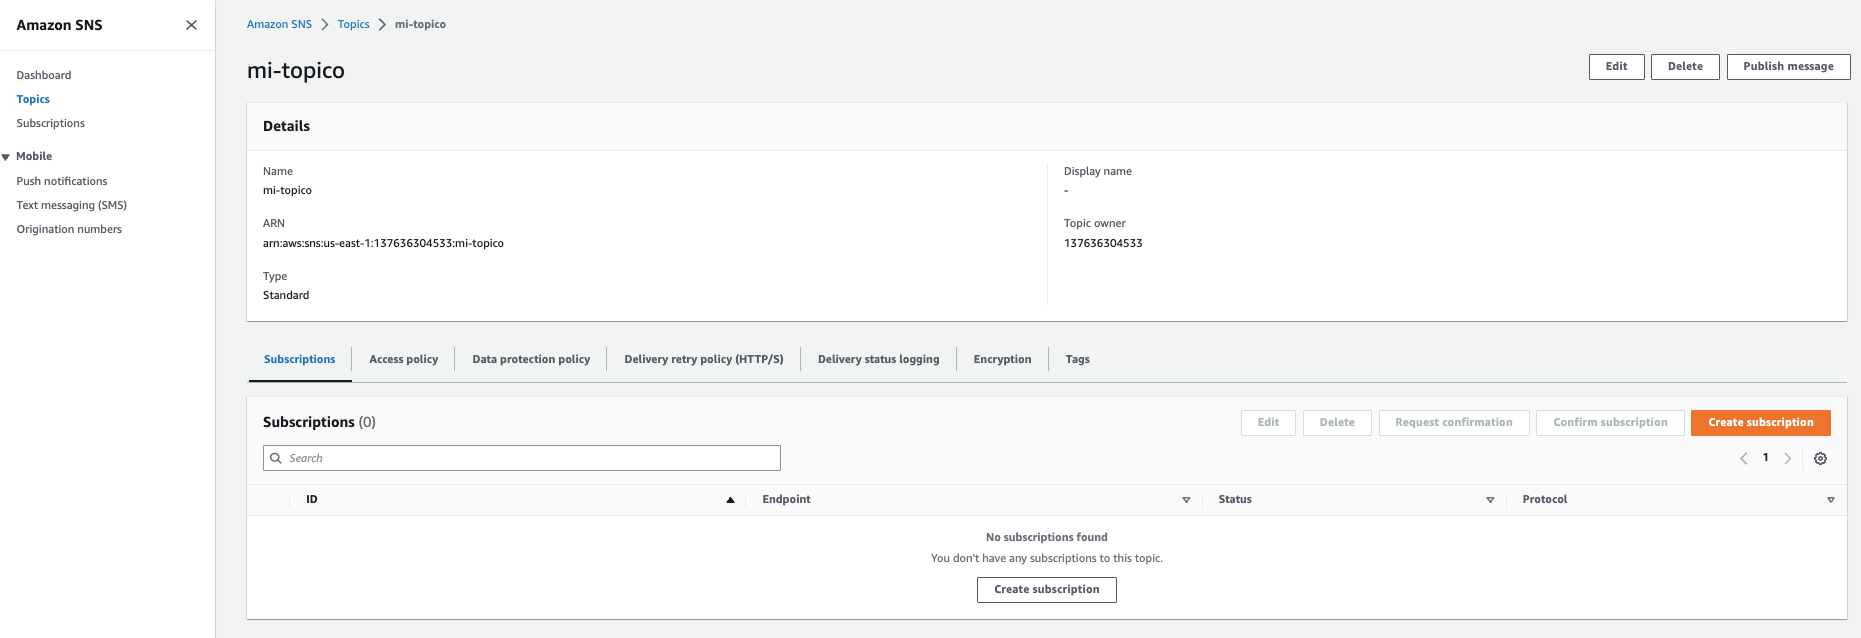 Amazon SNS
Dashboard
Topics
Subscriptions
Mobile
Push notifications
Text messaging (SMS)
Origination numbers
Amazon SNS > Topics > mi-topico
mi-topico
Edit
Delete
Publish message
Details
Name
mi-topico
ARN
arn:aws:sns:us-east-1:137636304533:mi-topico
Type
Standard
Display name
-
Topic owner
137636304533
Subscriptions
Access policy
Data protection policy
Delivery retry policy (HTTP/S)
Delivery status logging
Encryption
Tags
Subscriptions (0)
Edit
Delete
Request confirmation
Confirm subscription
Create subscription
Search
1
ID
Endpoint
Status
Protocol
No subscriptions found
You don't have any subscriptions to this topic.
Create subscription